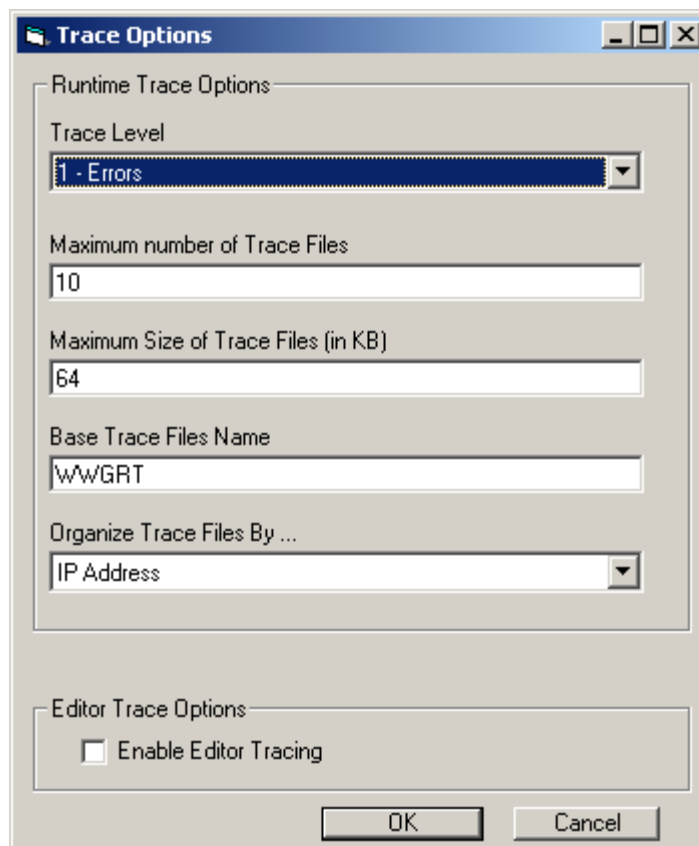 Trace Options
Runtime Trace Options
Trace Level
1 - Errors
Maximum number of Trace Files
10
Maximum Size of Trace Files (in KB)
64
Base Trace Files Name
WWGRT
Organize Trace Files By ...
IP Address
Editor Trace Options
Enable Editor Tracing
OK Cancel